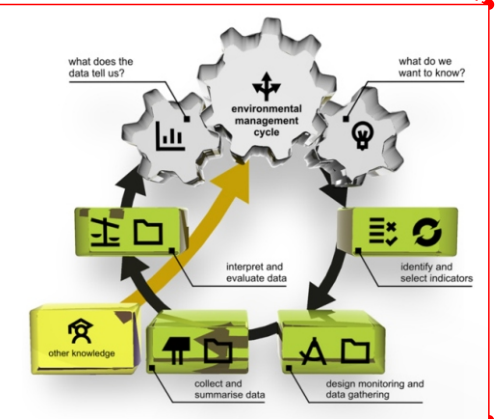 what does the
data tell us?
what do we
want to know?
environmental
management
cycle
interpret and
evaluate data
identify and
select indicators
other knowledge
collect and
summarise data
design monitoring and
data gathering